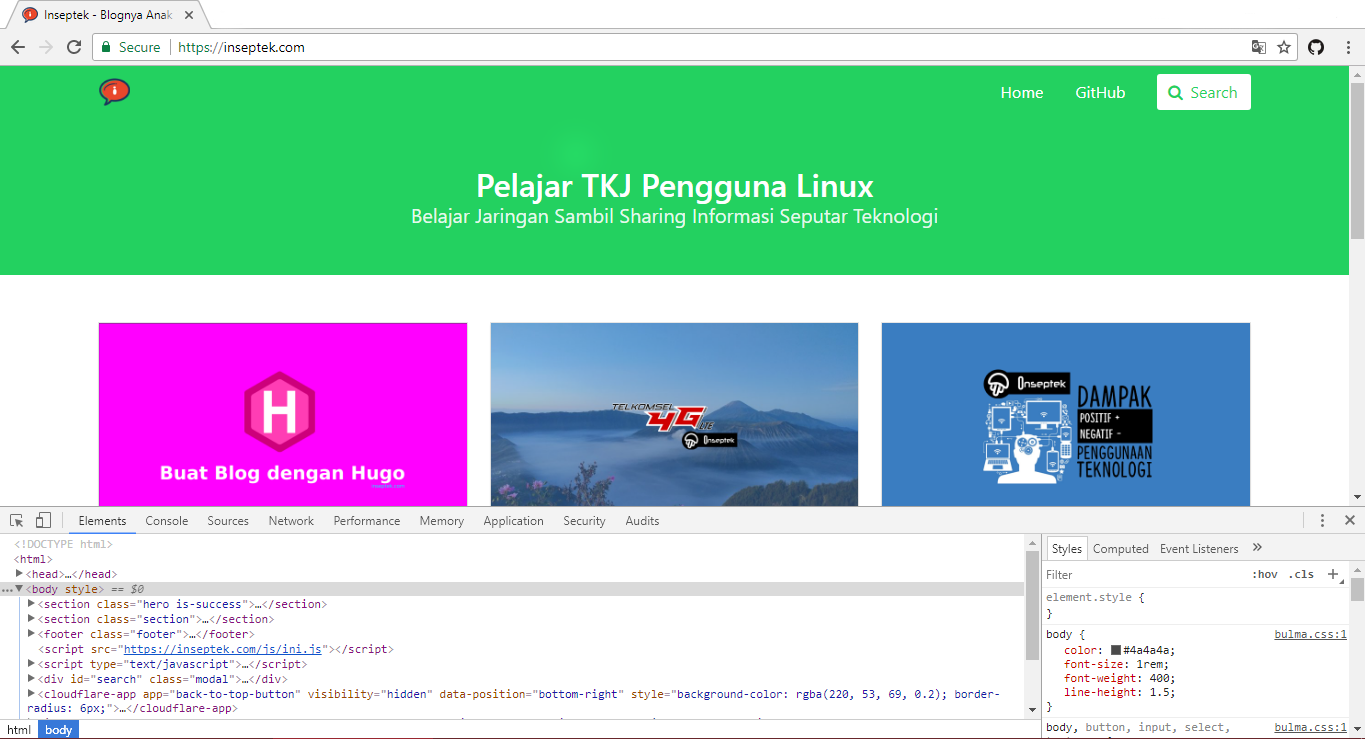 Inseptek - Blognya Anak
Secure
https://inseptek.com
i
Home
GitHub
Search
Pelajar TKJ Pengguna Linux
Belajar Jaringan Sambil Sharing Informasi Seputar Teknologi
H
Buat Blog dengan Hugo
TELKOMSEL
4G LTE
Inseptek
Inseptek
DAMPAK
POSITIF +
NEGATIF -
PENGGUNAAN
TEKNOLOGI
Elements Console Sources Network Performance Memory Application Security Audits
<!DOCTYPE html>
<html>
<head>…</head>
…<body style> == $0
<section class="hero is-success">…</section>
<section class="section">…</section>
<footer class="footer">…</footer>
<script src="https://inseptek.com/js/ini.js"></script>
<script type="text/javascript">…</script>
<div id="search" class="modal">…</div>
<cloudflare-app app="back-to-top-button" visibility="hidden" data-position="bottom-right" style="background-color: rgba(220, 53, 69, 0.2); border-
radius: 6px;">…</cloudflare-app>
html body
Styles Computed Event Listeners »
Filter :hov .cls +
element.style {
}
body { bulma.css:1
color: #4a4a4a;
font-size: 1rem;
font-weight: 400;
line-height: 1.5;
}
body, button, input, select, bulma.css:1